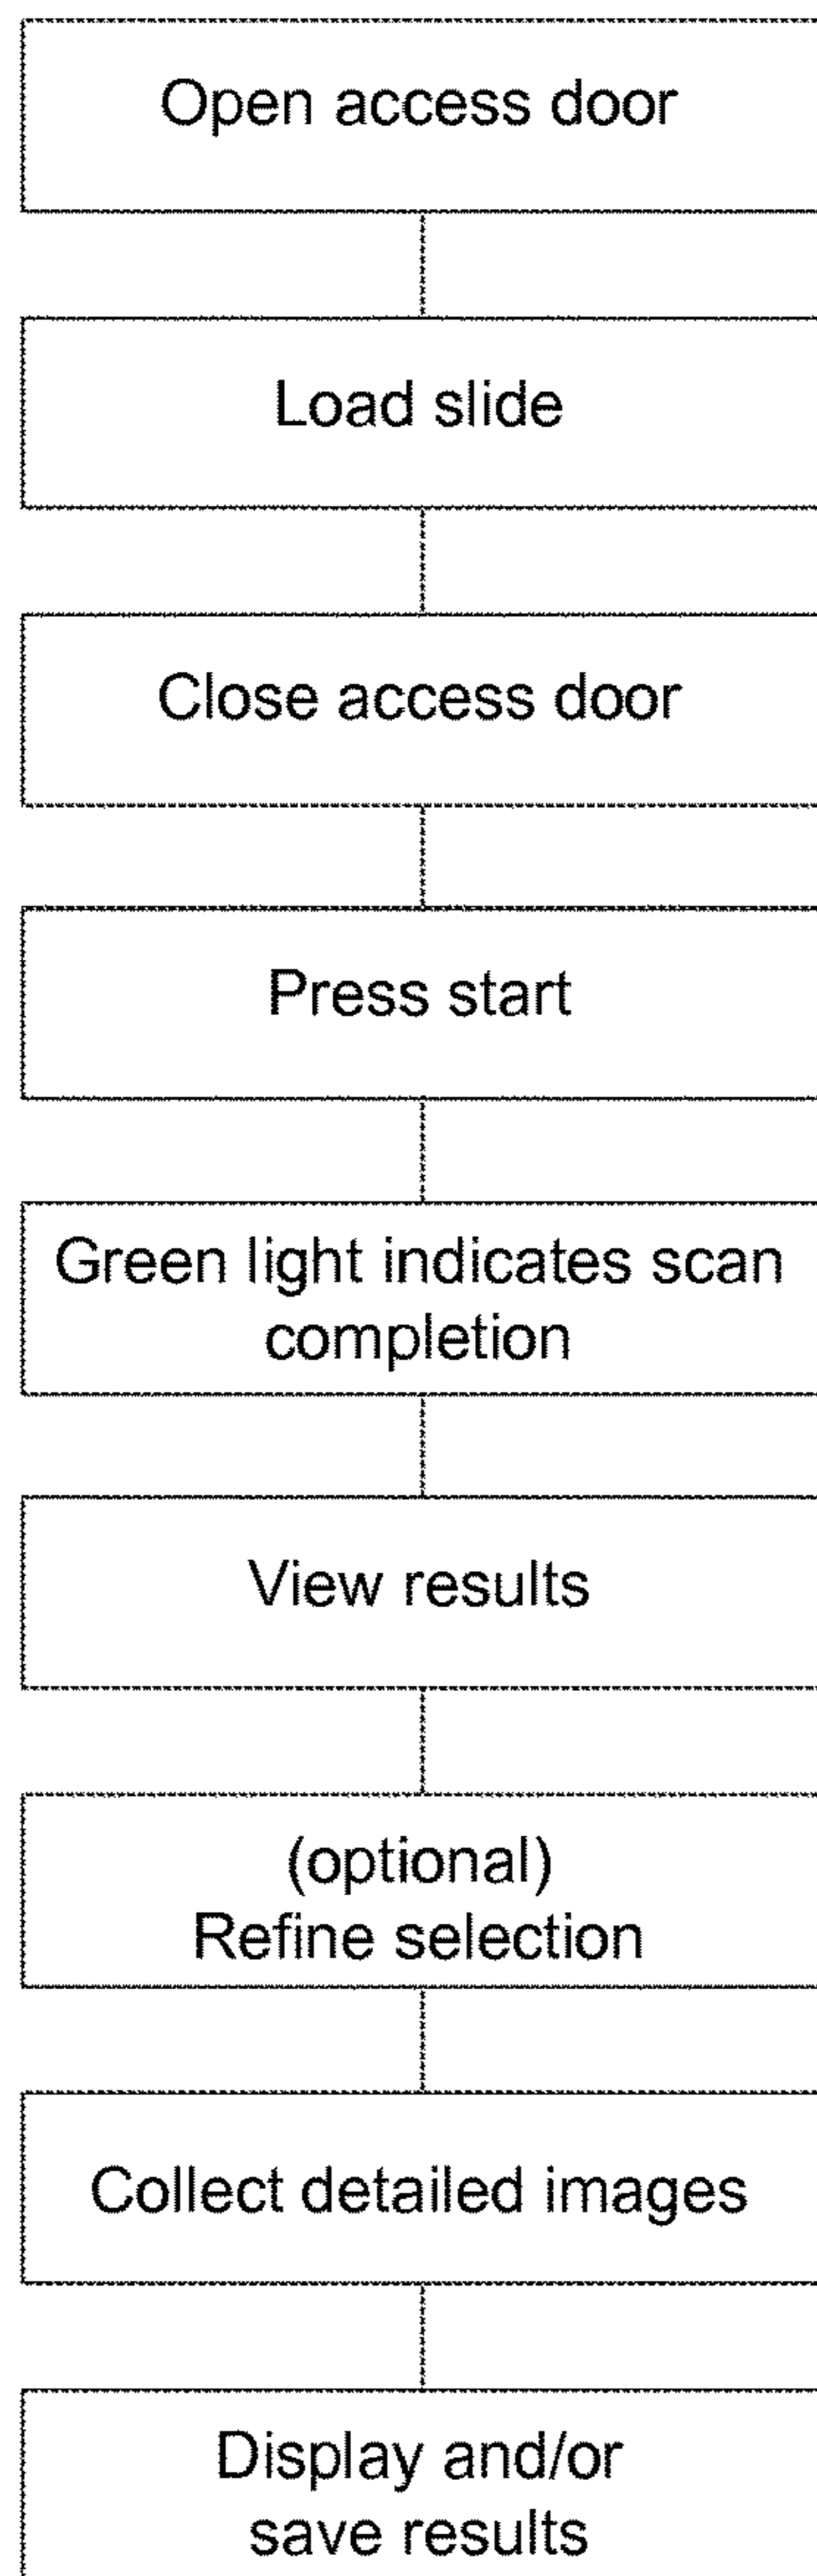 Open access door
Load slide
Close access door
Press start
Green light indicates scan
completion
View results
(optional)
Refine selection
Collect detailed images
Display and/or
save results